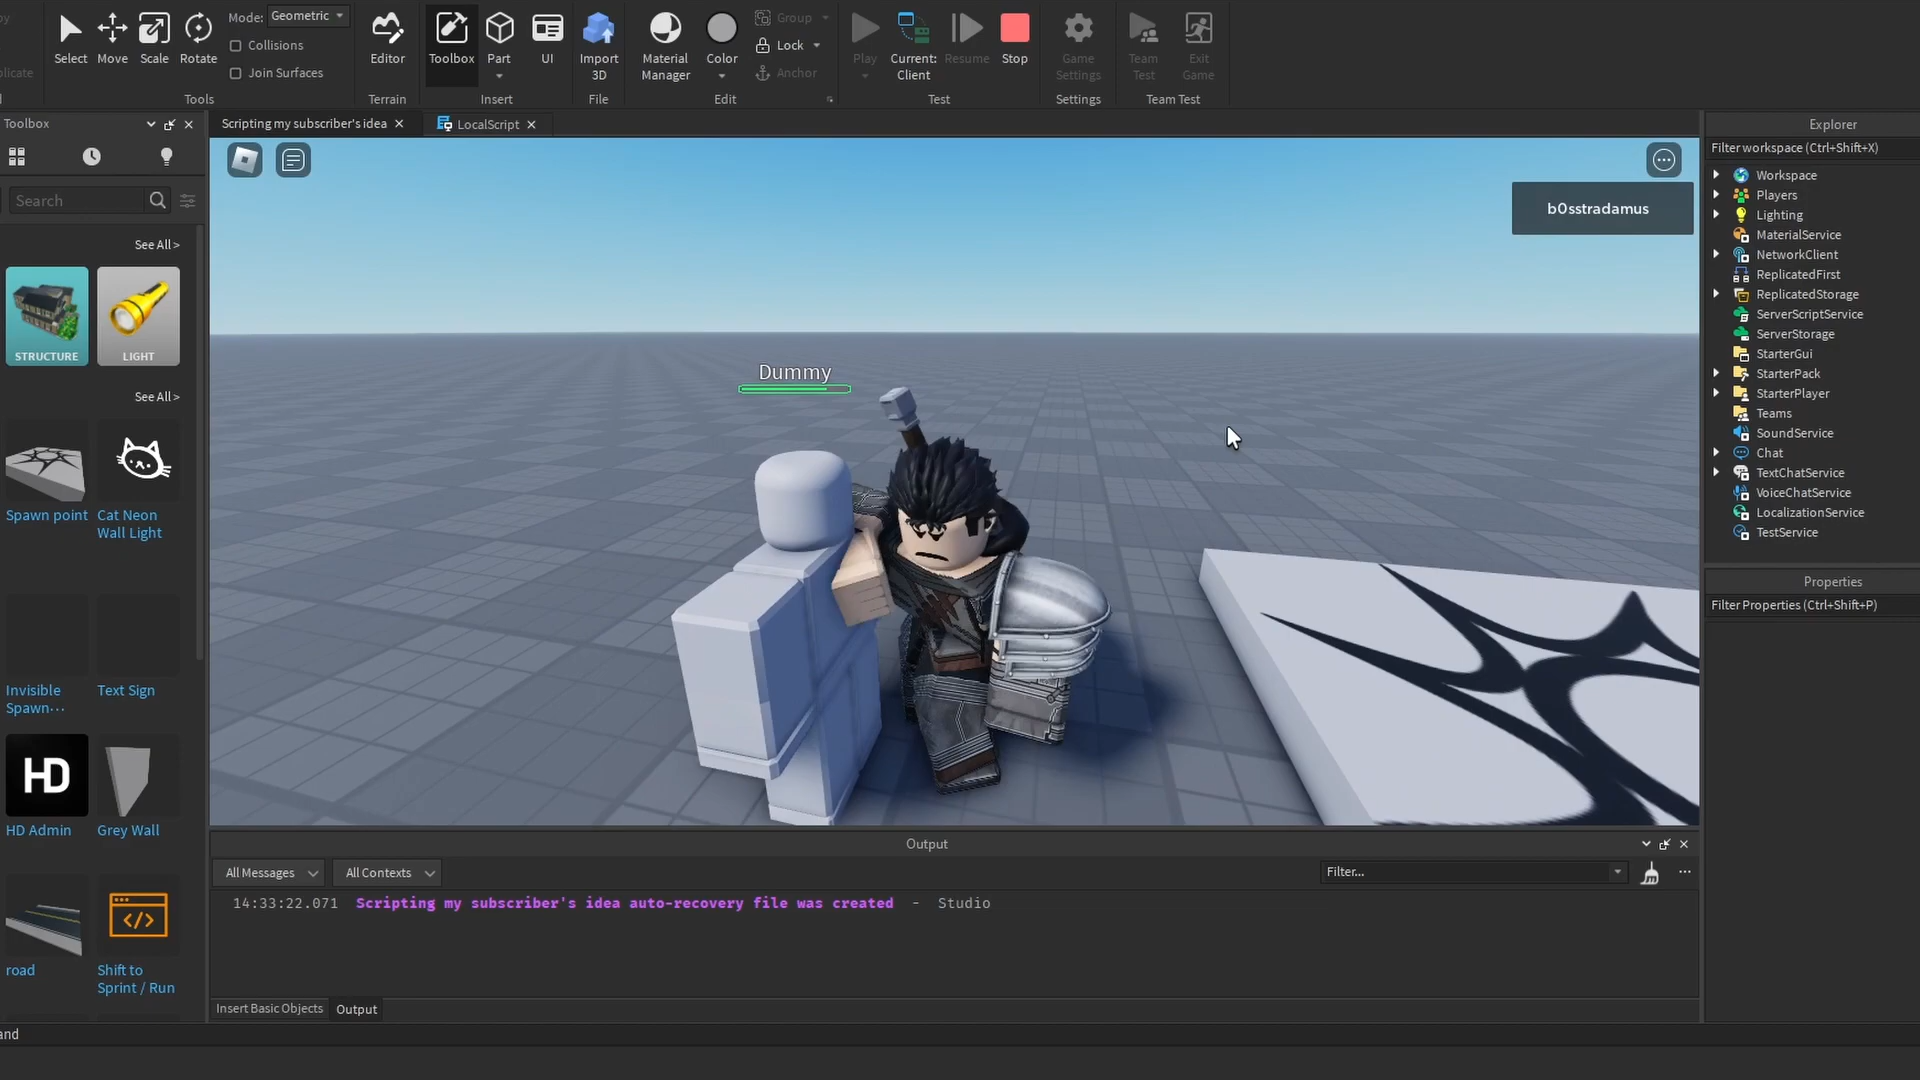 Mode: Geometric
Collisions
Join Surfaces
Select Move Scale Rotate
Tools
Editor
Terrain
Toolbox Part UI
Insert
Import
3D
File
Material
Manager
Color
Group
Lock
Anchor
Edit
Play
Current:
Client
Resume Stop
Test
Game
Settings
Settings
Team
Test
Exit
Game
Team Test
Toolbox
Search
See All >
STRUCTURE
LIGHT
See All >
Spawn point
Cat Neon
Wall Light
Invisible
Spawn···
Text Sign
HD
HD Admin
Grey Wall
road
Shift to
Sprint / Run
Scripting my subscriber's idea
LocalScript
b0sstradamus
Dummy
Output
All Messages
All Contexts
Filter...
14:33:22.071 Scripting my subscriber's idea auto-recovery file was created - Studio
Insert Basic Objects
Output
Explorer
Filter workspace (Ctrl+Shift+X)
Workspace
Players
Lighting
MaterialService
NetworkClient
ReplicatedFirst
ReplicatedStorage
ServerScriptService
ServerStorage
StarterGui
StarterPack
StarterPlayer
Teams
SoundService
Chat
TextChatService
VoiceChatService
LocalizationService
TestService
Properties
Filter Properties (Ctrl+Shift+P)